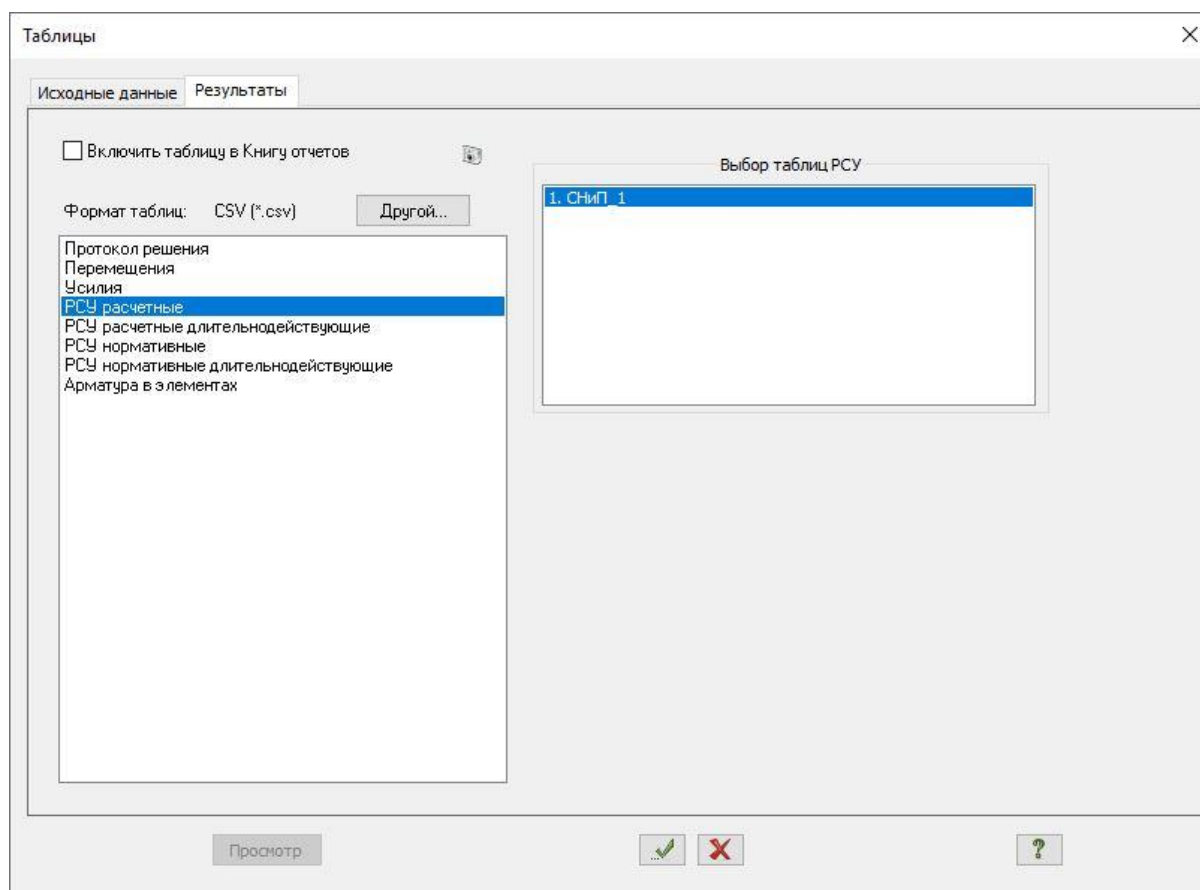 Таблицы
Исходные данные Результаты
Включить таблицу в Книгу отчетов
Формат таблиц: CSV (*.csv) Другой...
Протокол решения
Перемещения
Усилия
РСУ расчетные
РСУ расчетные длительнодействующие
РСУ нормативные
РСУ нормативные длительнодействующие
Арматура в элементах
Выбор таблиц РСУ
1. СНиП_1
Просмотр
?